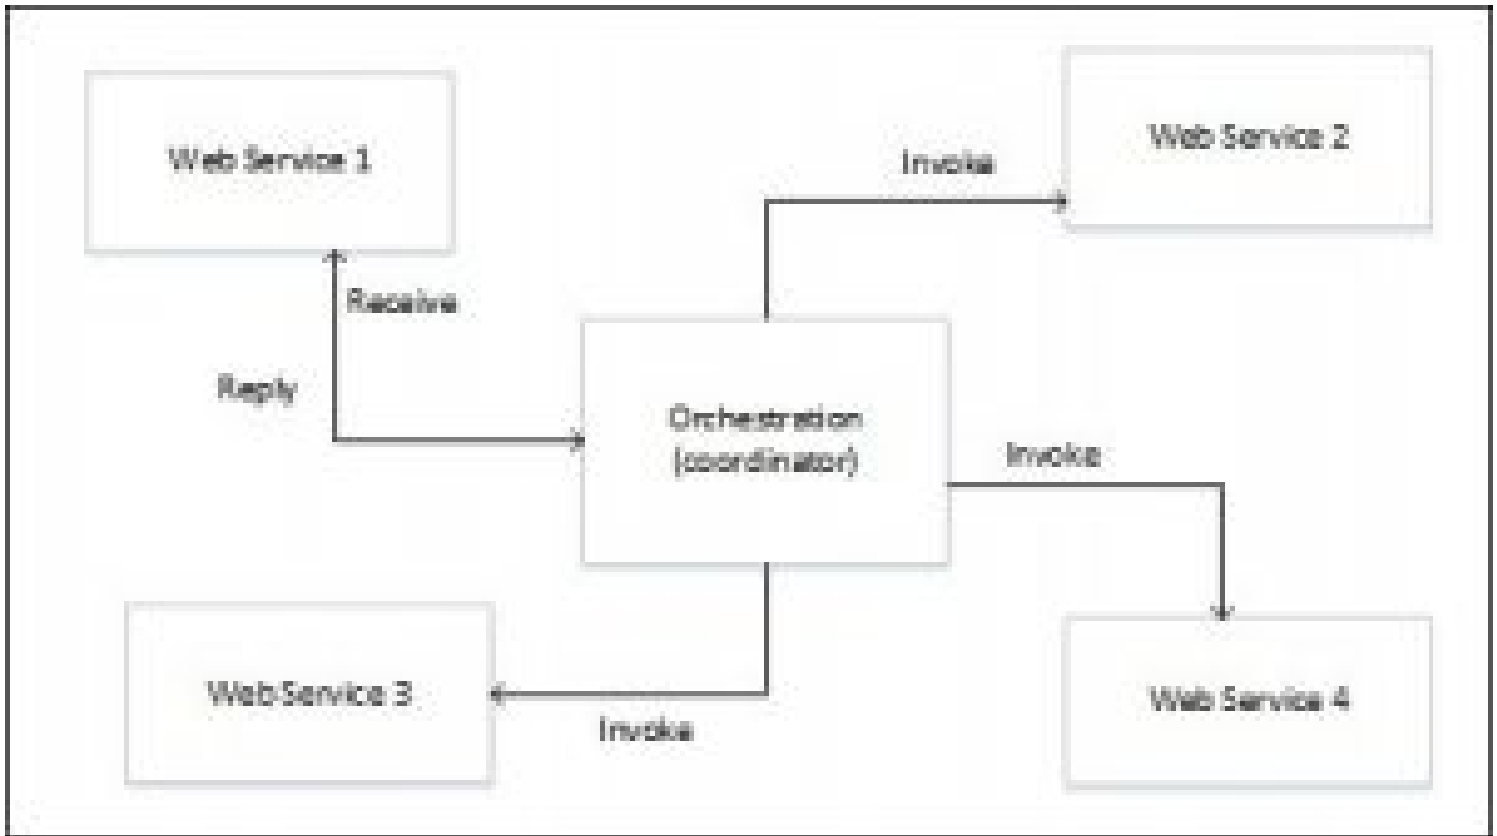 Web Service 1
Web Service 2
Invoke
Receive
Reply
Orchestration
(coordinator)
Invoke
Web Service 3
Invoke
Web Service 4